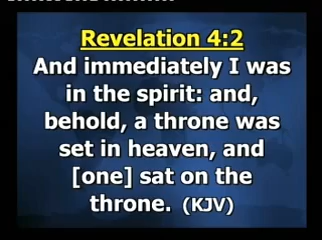 Revelation 4:2
And immediately I was
in the spirit: and,
behold, a throne was
set in heaven, and
[one] sat on the
throne. (KJV)